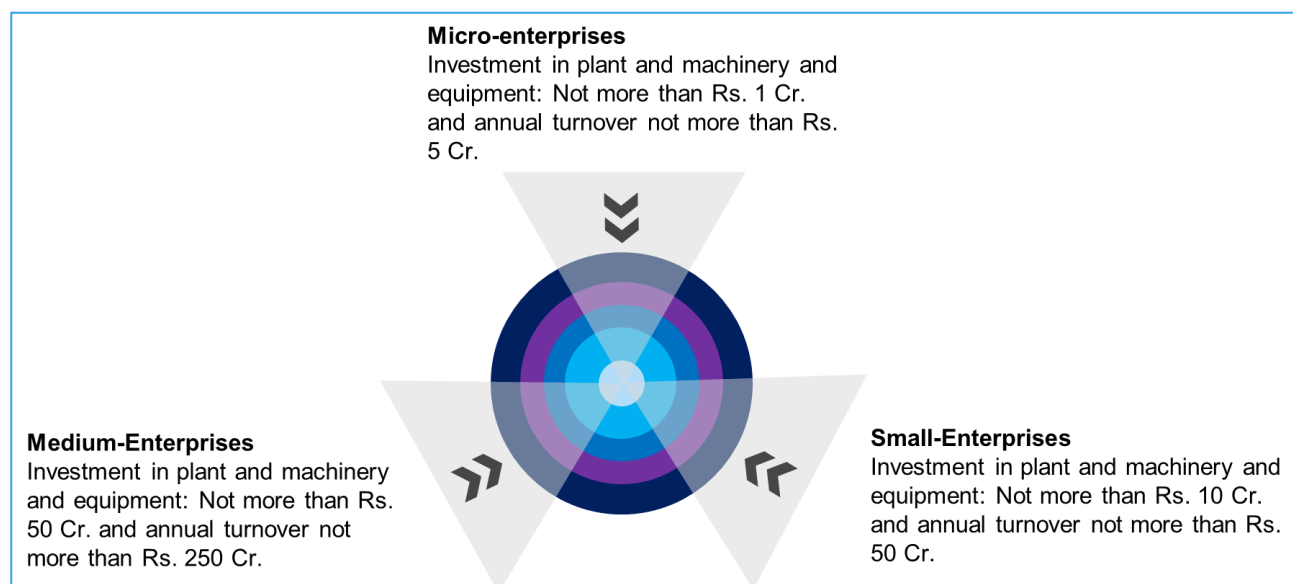 Micro-enterprises
Investment in plant and machinery and
equipment: Not more than Rs. 1 Cr.
and annual turnover not more than Rs.
5 Cr.
Medium-Enterprises
Investment in plant and machinery
and equipment: Not more than Rs.
50 Cr. and annual turnover not
more than Rs. 250 Cr.
Small-Enterprises
Investment in plant and machinery and
equipment: Not more than Rs. 10 Cr.
and annual turnover not more than Rs.
50 Cr.